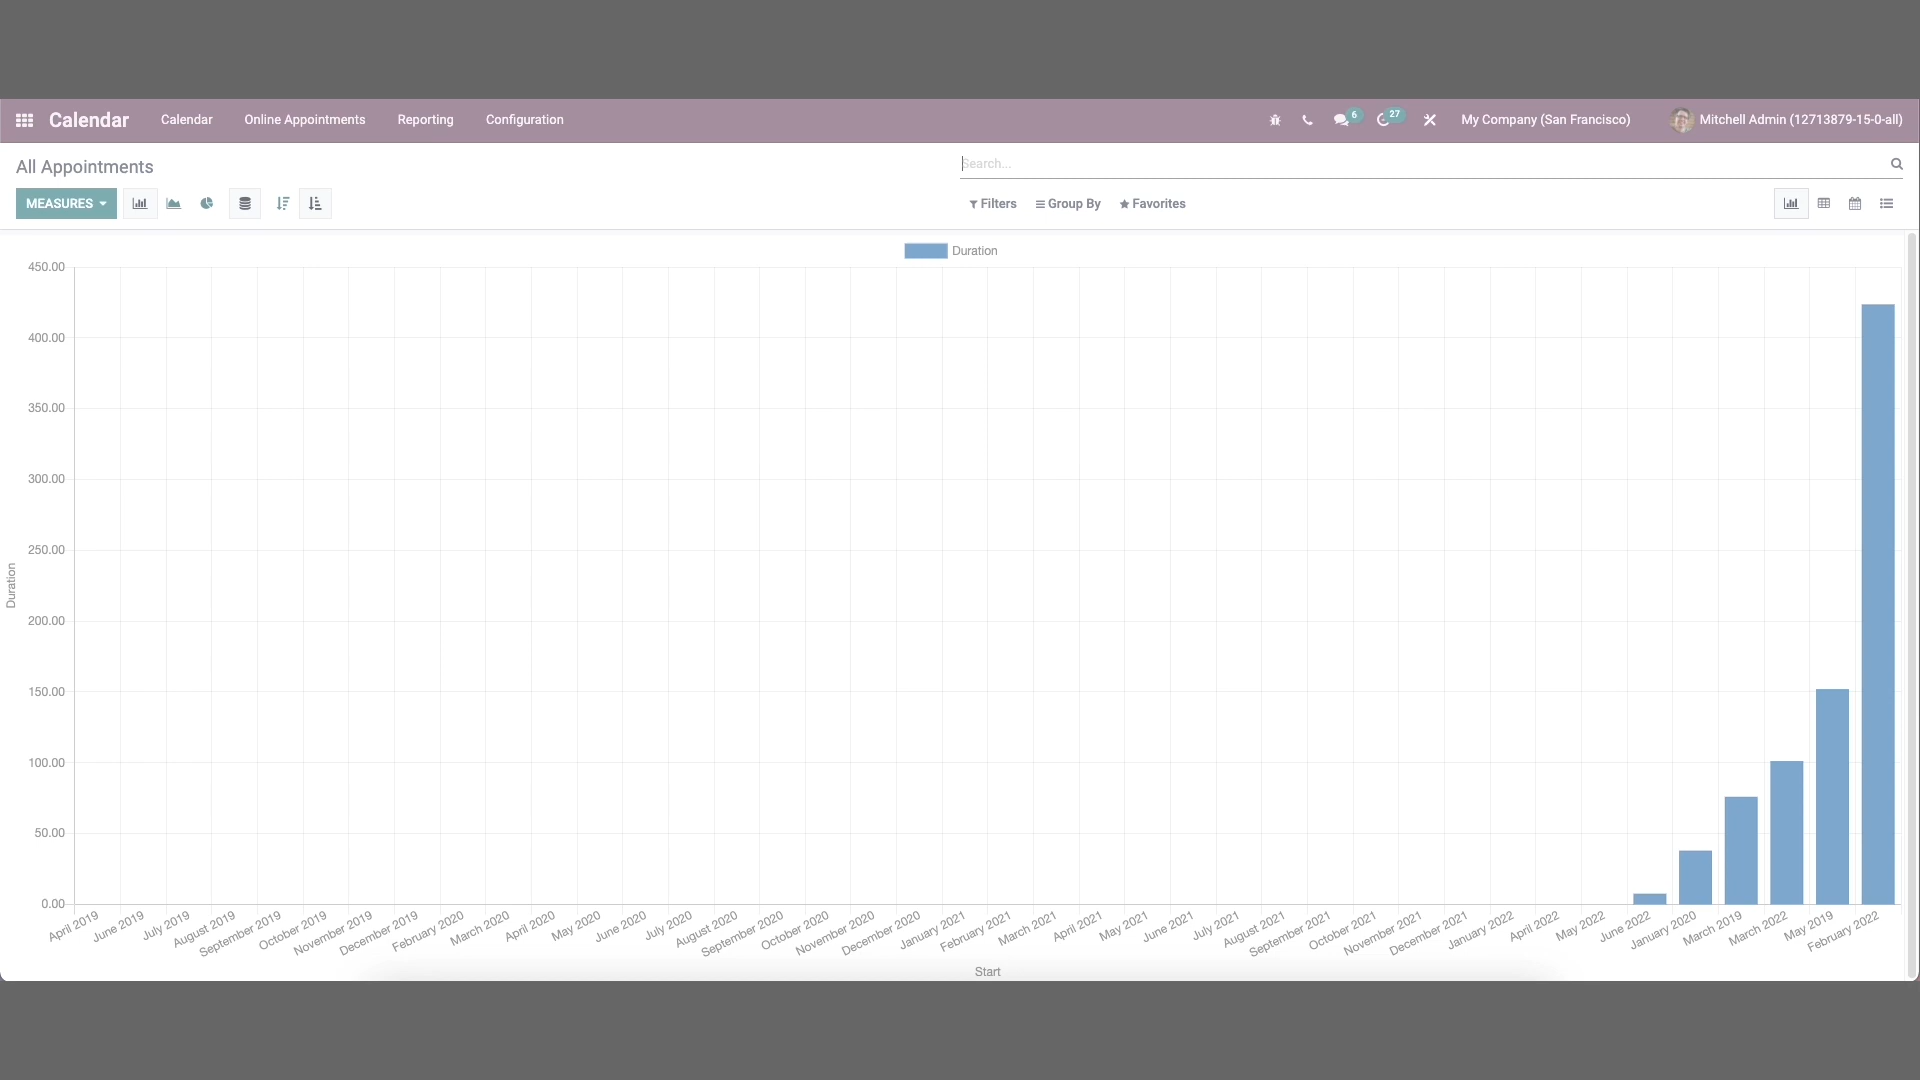 Calendar Calendar Online Appointments Reporting Configuration 6 27 My Company (San Francisco) Mitchell Admin (12713879-15-0-all)
All Appointments Search...
MEASURES Filters Group By Favorites
Duration
450.00
400.00
350.00
300.00
250.00
Duration
200.00
150.00
100.00
50.00
0.00
April 2019 June 2019 July 2019 August 2019 September 2019 October 2019 November 2019 December 2019 February 2020 March 2020 April 2020 May 2020 June 2020 July 2020 August 2020 September 2020 October 2020 November 2020 December 2020 January 2021 February 2021 March 2021 April 2021 May 2021 June 2021 July 2021 August 2021 September 2021 October 2021 November 2021 December 2021 January 2022 April 2022 May 2022 June 2022 January 2020 March 2019 March 2022 May 2019 February 2022
Start